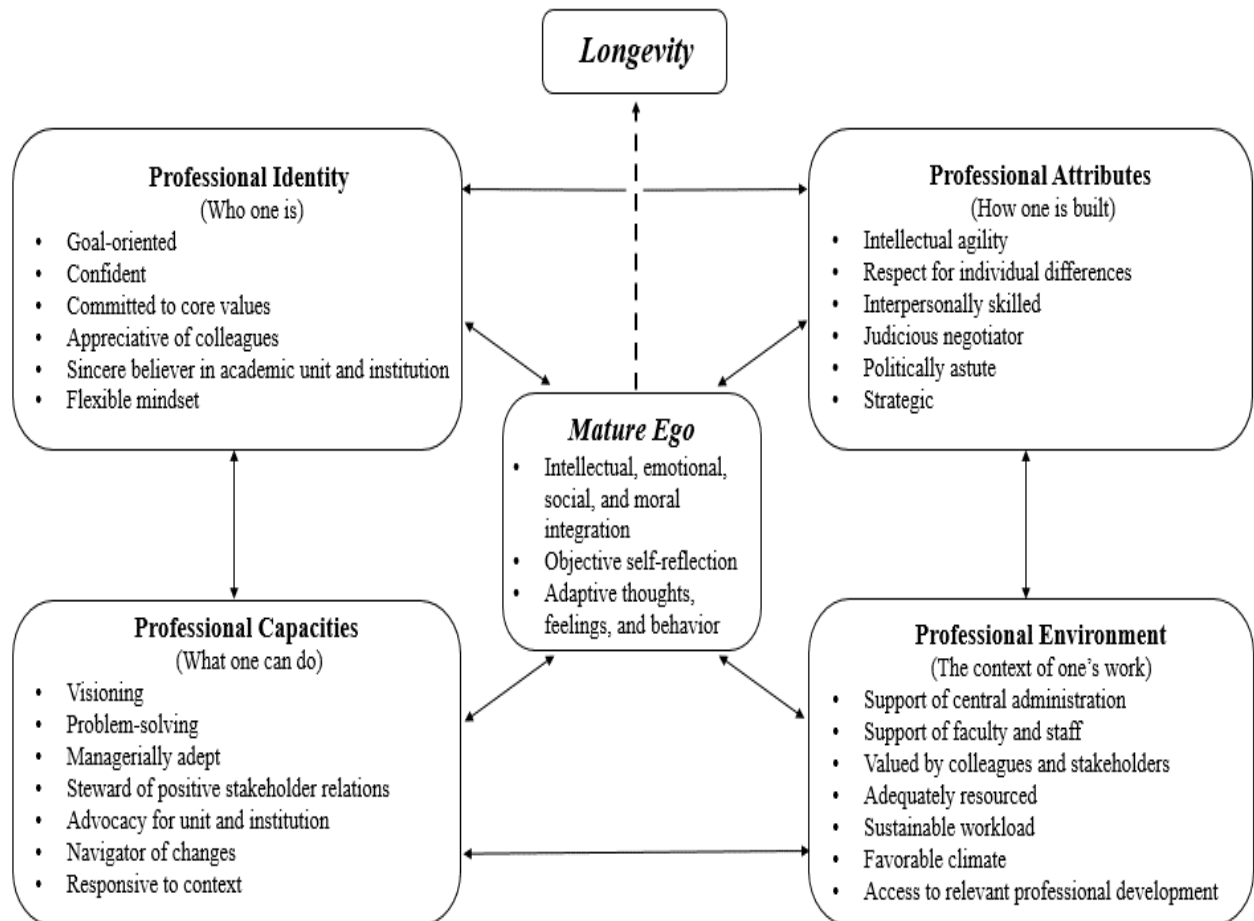 Longevity
Professional Identity
(Who one is)
• Goal-oriented
• Confident
• Committed to core values
• Appreciative of colleagues
• Sincere believer in academic unit and institution
• Flexible mindset
Professional Attributes
(How one is built)
• Intellectual agility
• Respect for individual differences
• Interpersonally skilled
• Judicious negotiator
• Politically astute
• Strategic
Mature Ego
• Intellectual, emotional,
social, and moral
integration
• Objective self-reflection
• Adaptive thoughts,
feelings, and behavior
Professional Capacities
(What one can do)
• Visioning
• Problem-solving
• Managerially adept
• Steward of positive stakeholder relations
• Advocacy for unit and institution
• Navigator of changes
• Responsive to context
Professional Environment
(The context of one’s work)
• Support of central administration
• Support of faculty and staff
• Valued by colleagues and stakeholders
• Adequately resourced
• Sustainable workload
• Favorable climate
• Access to relevant professional development